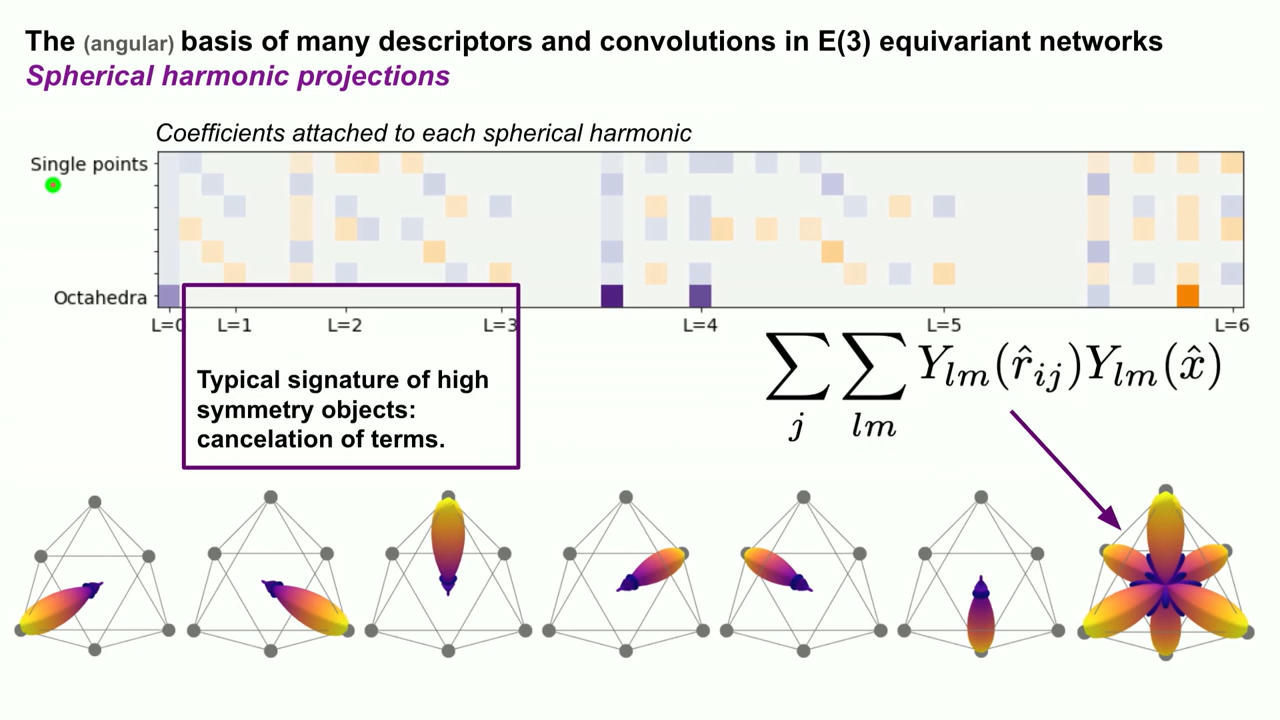 The (angular) basis of many descriptors and convolutions in E(3) equivariant networks
Spherical harmonic projections
Coefficients attached to each spherical harmonic
Single points
Octahedra
L=0 L=1 L=2 L=3 L=4 L=5 L=6
Typical signature of high
symmetry objects:
cancelation of terms.
∑_j ∑_{lm} Y_{lm}(r̂_{ij})Y_{lm}(x̂)